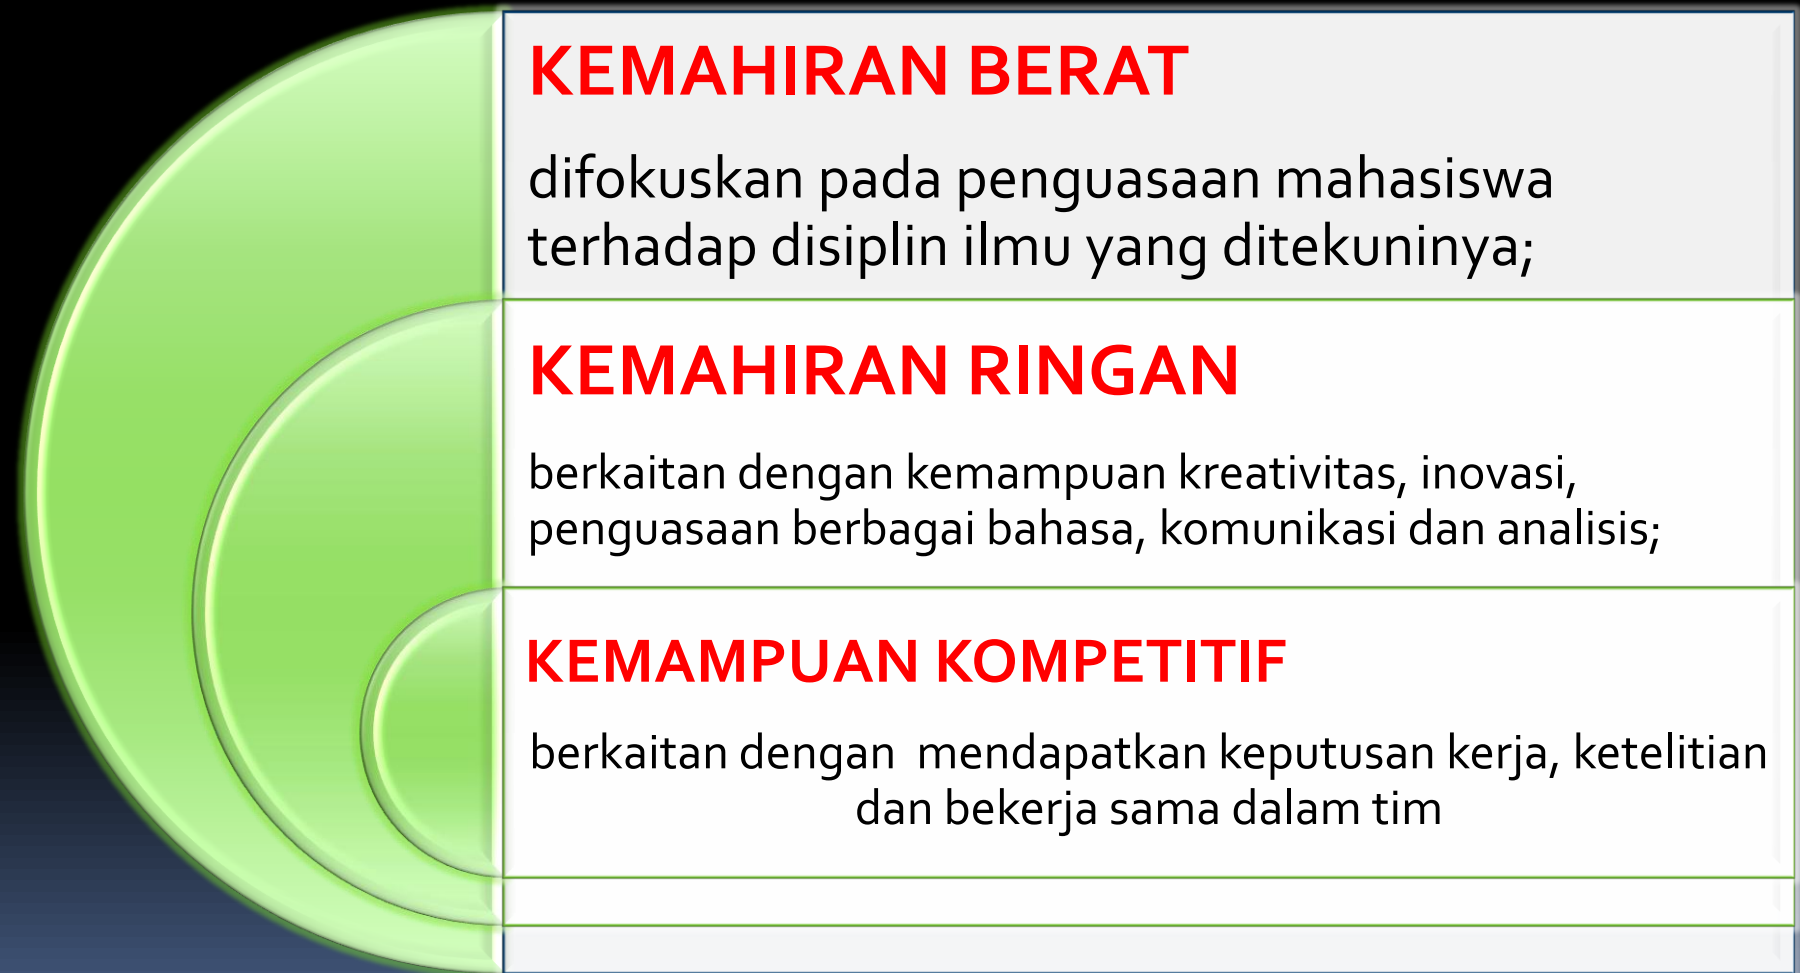 KEMAHIRAN BERAT
difokuskan pada penguasaan mahasiswa
terhadap disiplin ilmu yang ditekuninya;
KEMAHIRAN RINGAN
berkaitan dengan kemampuan kreativitas, inovasi,
penguasaan berbagai bahasa, komunikasi dan analisis;
KEMAMPUAN KOMPETITIF
berkaitan dengan  mendapatkan keputusan kerja, ketelitian
dan bekerja sama dalam tim